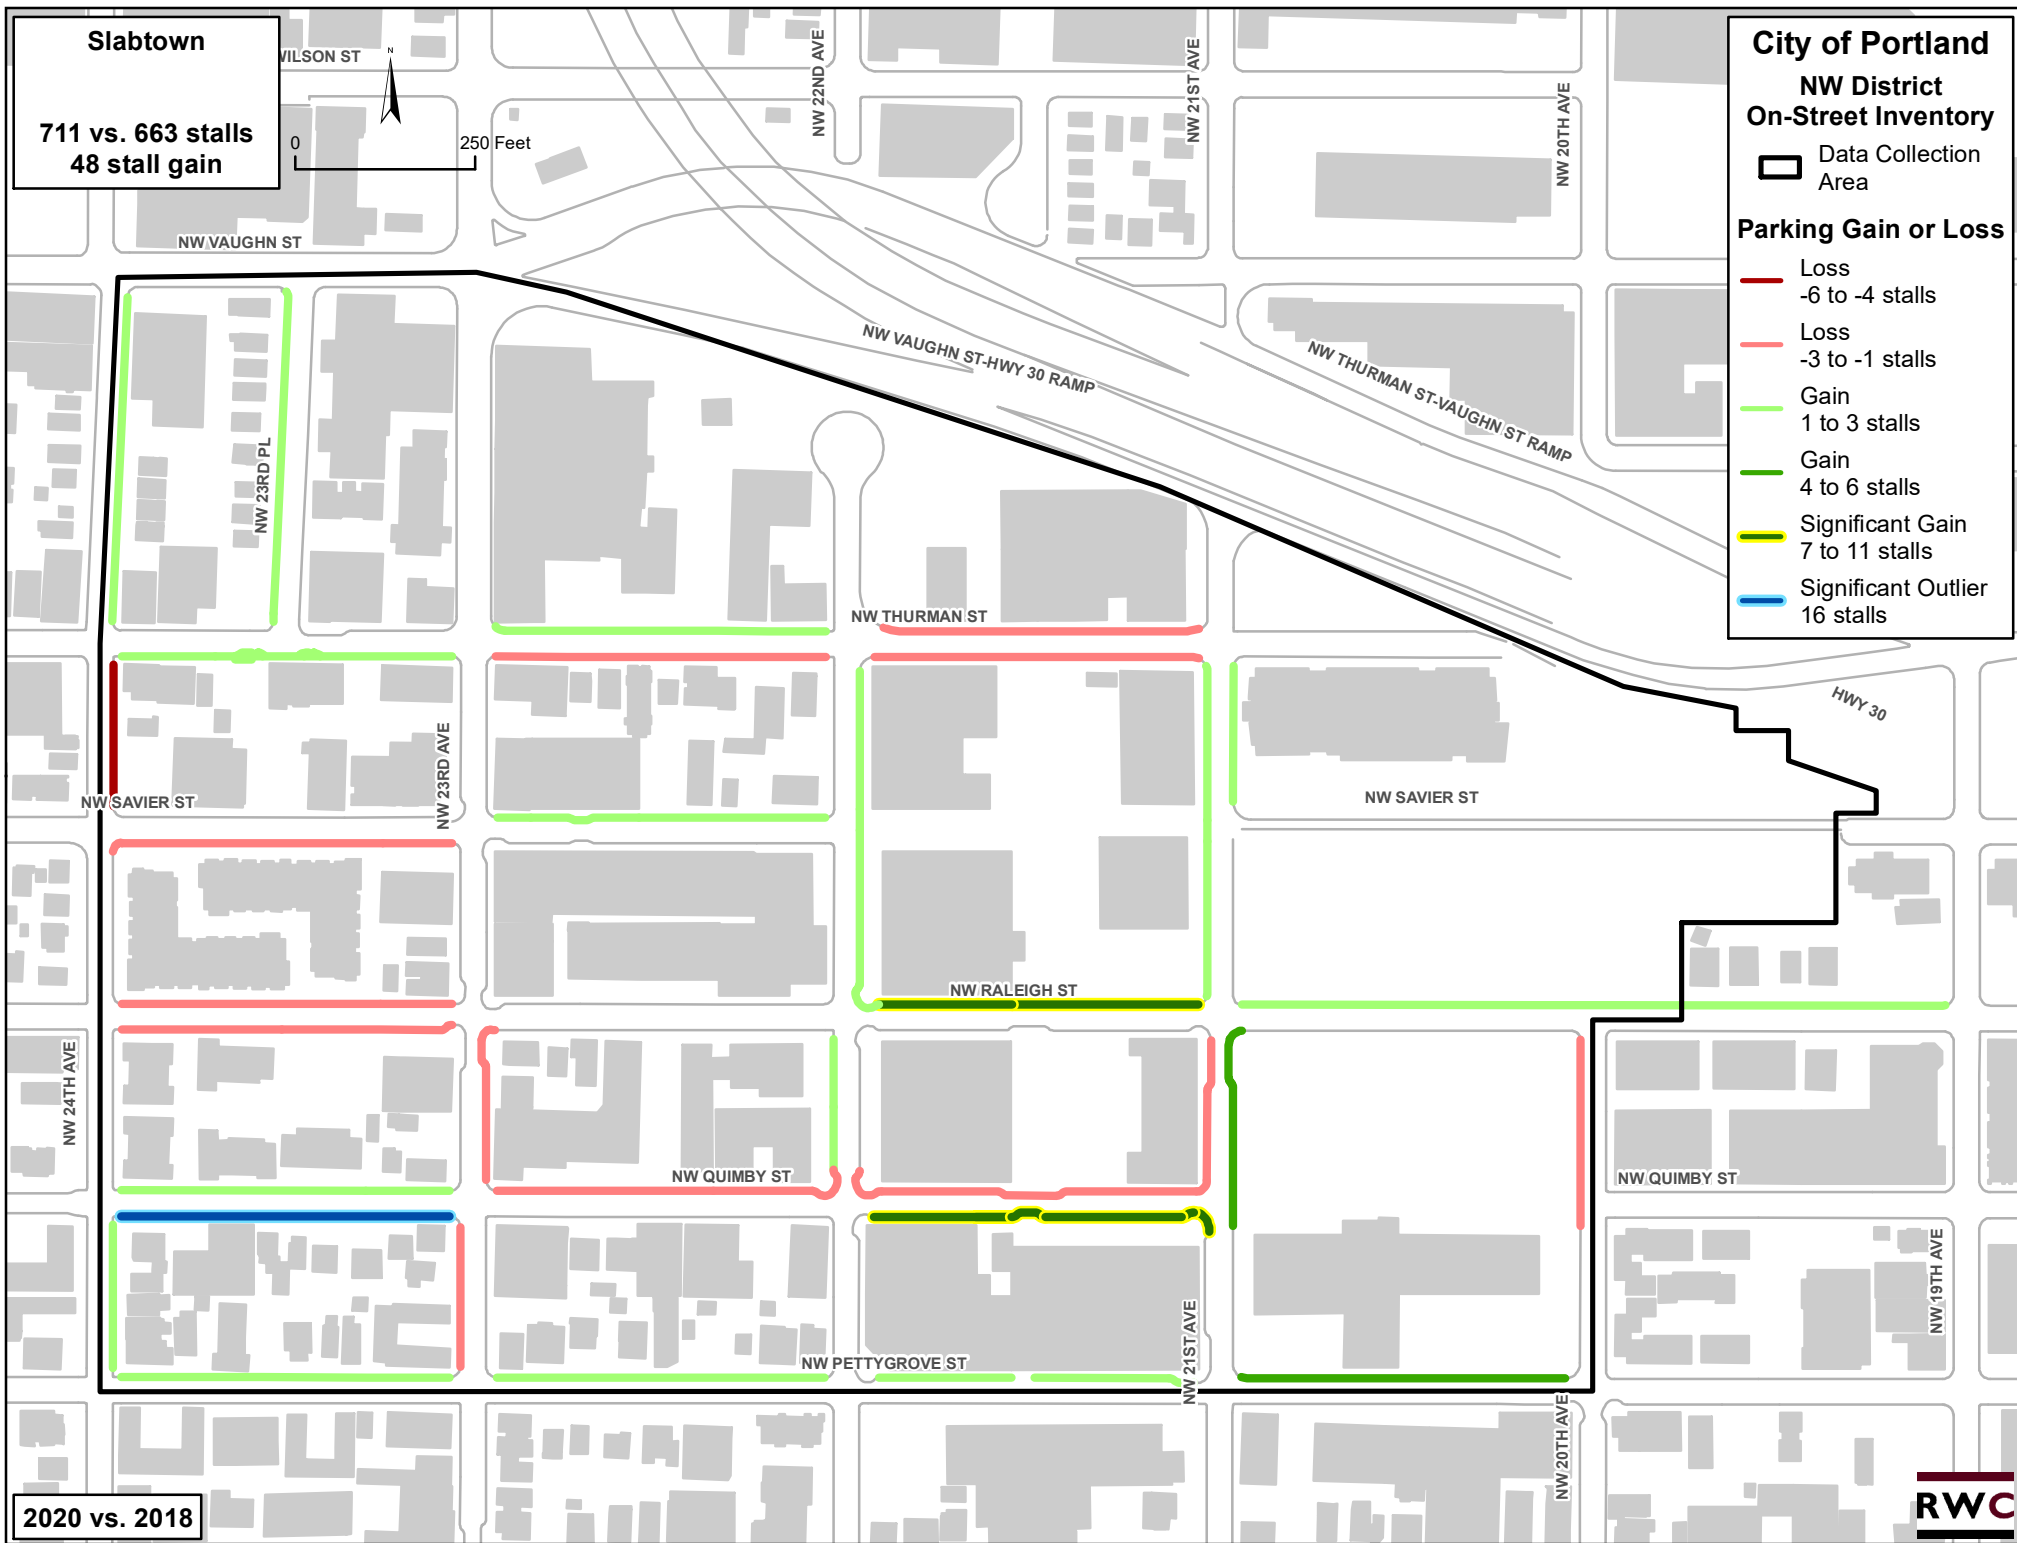 Slabtown
711 vs. 663 stalls
48 stall gain
WILSON ST
N
0
250 Feet
NW 22ND AVE
NW 21ST AVE
NW 20TH AVE
City of Portland
NW District
On-Street Inventory
Data Collection
Area
Parking Gain or Loss
Loss
-6 to -4 stalls
Loss
-3 to -1 stalls
Gain
1 to 3 stalls
Gain
4 to 6 stalls
Significant Gain
7 to 11 stalls
Significant Outlier
16 stalls
NW VAUGHN ST
NW VAUGHN ST-HWY 30 RAMP
NW THURMAN ST-VAUGHN ST RAMP
NW 23RD PL
NW THURMAN ST
HWY 30
NW 23RD AVE
NW SAVIER ST
NW SAVIER ST
NW RALEIGH ST
NW 24TH AVE
NW QUIMBY ST
NW QUIMBY ST
NW 19TH AVE
NW PETTYGROVE ST
NW 21ST AVE
NW 20TH AVE
2020 vs. 2018
RWC